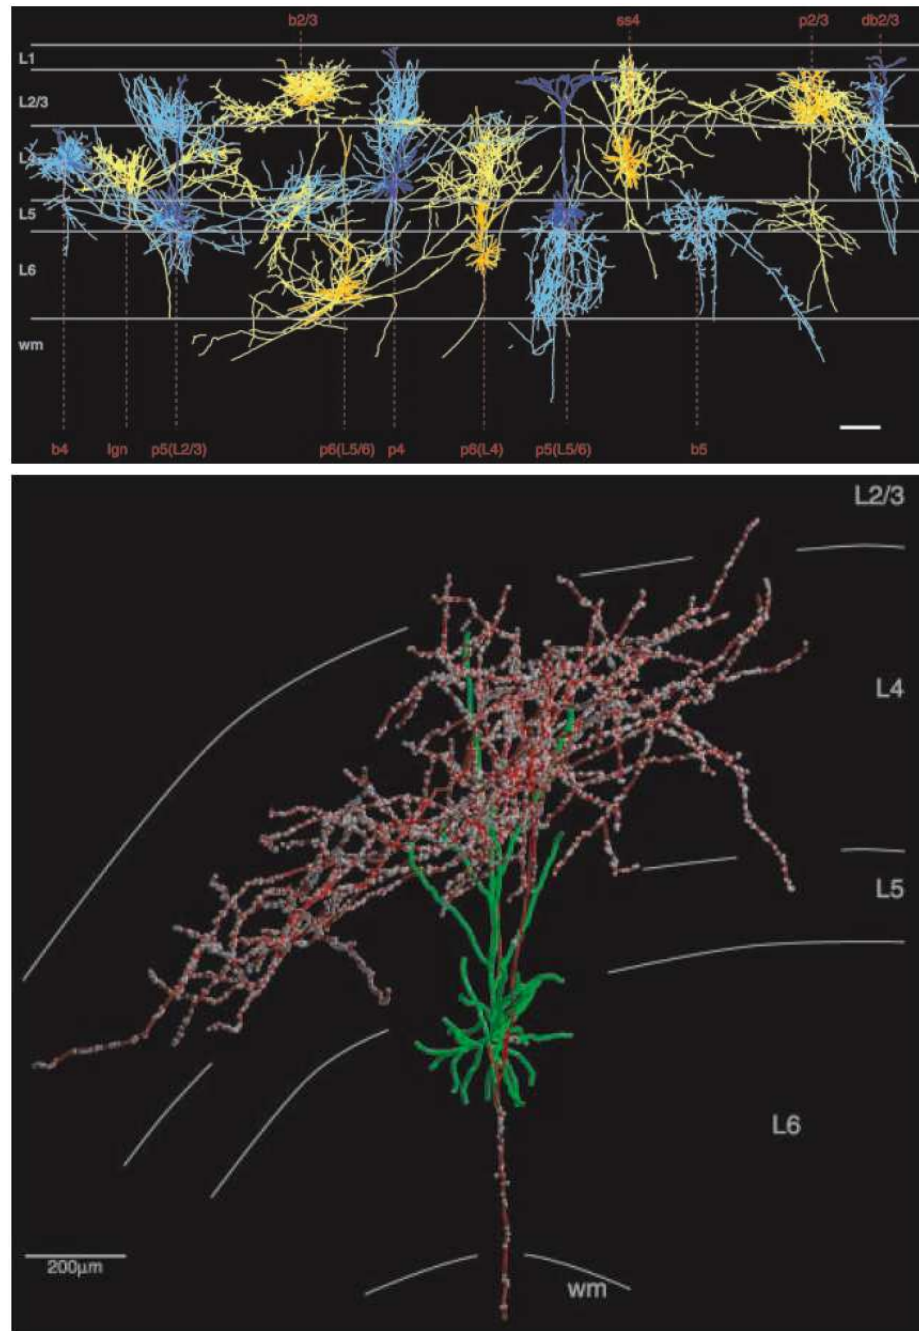 b2/3 ss4 p2/3 db2/3
L1
L2/3
L4
L5
L6
wm
b4 lgn p5(L2/3) p6(L5/6) p4 p6(L4) p5(L5/6) b5
L2/3
L4
L5
L6
200µm
wm